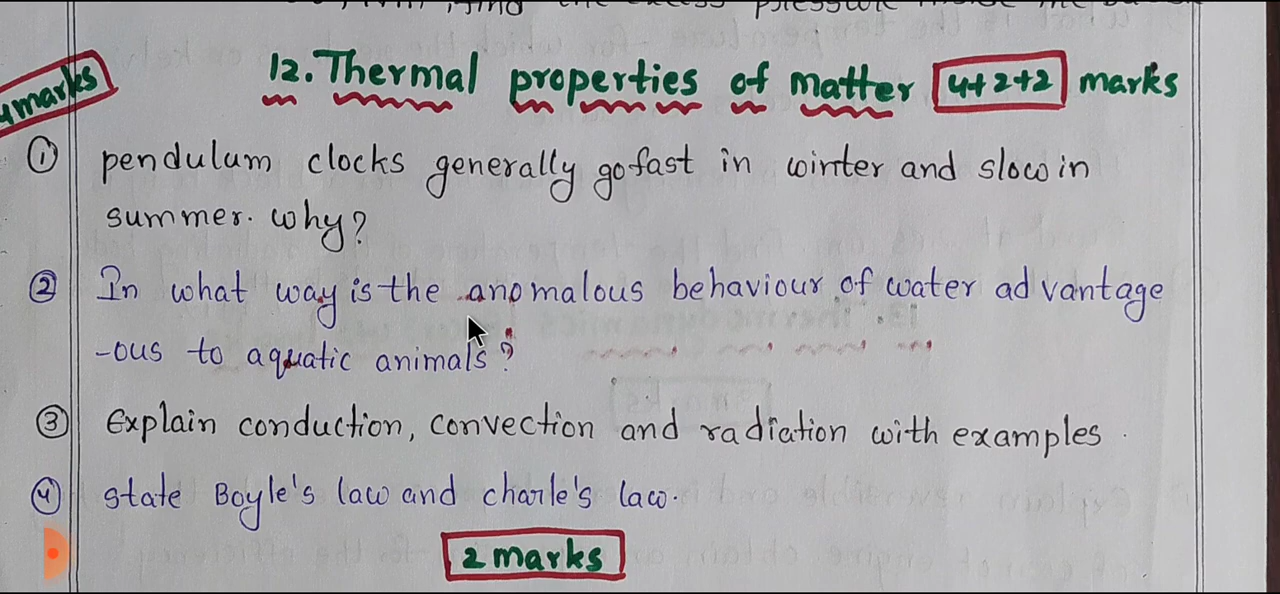 12. Thermal properties of matter 4+2+2 marks
4marks
① pendulum clocks generally go fast in winter and slow in
summer. why?
② In what way is the anomalous behaviour of water advantage
-ous to aquatic animals?
③ Explain conduction, convection and radiation with examples.
④ state Boyle's law and charle's law.
2 marks